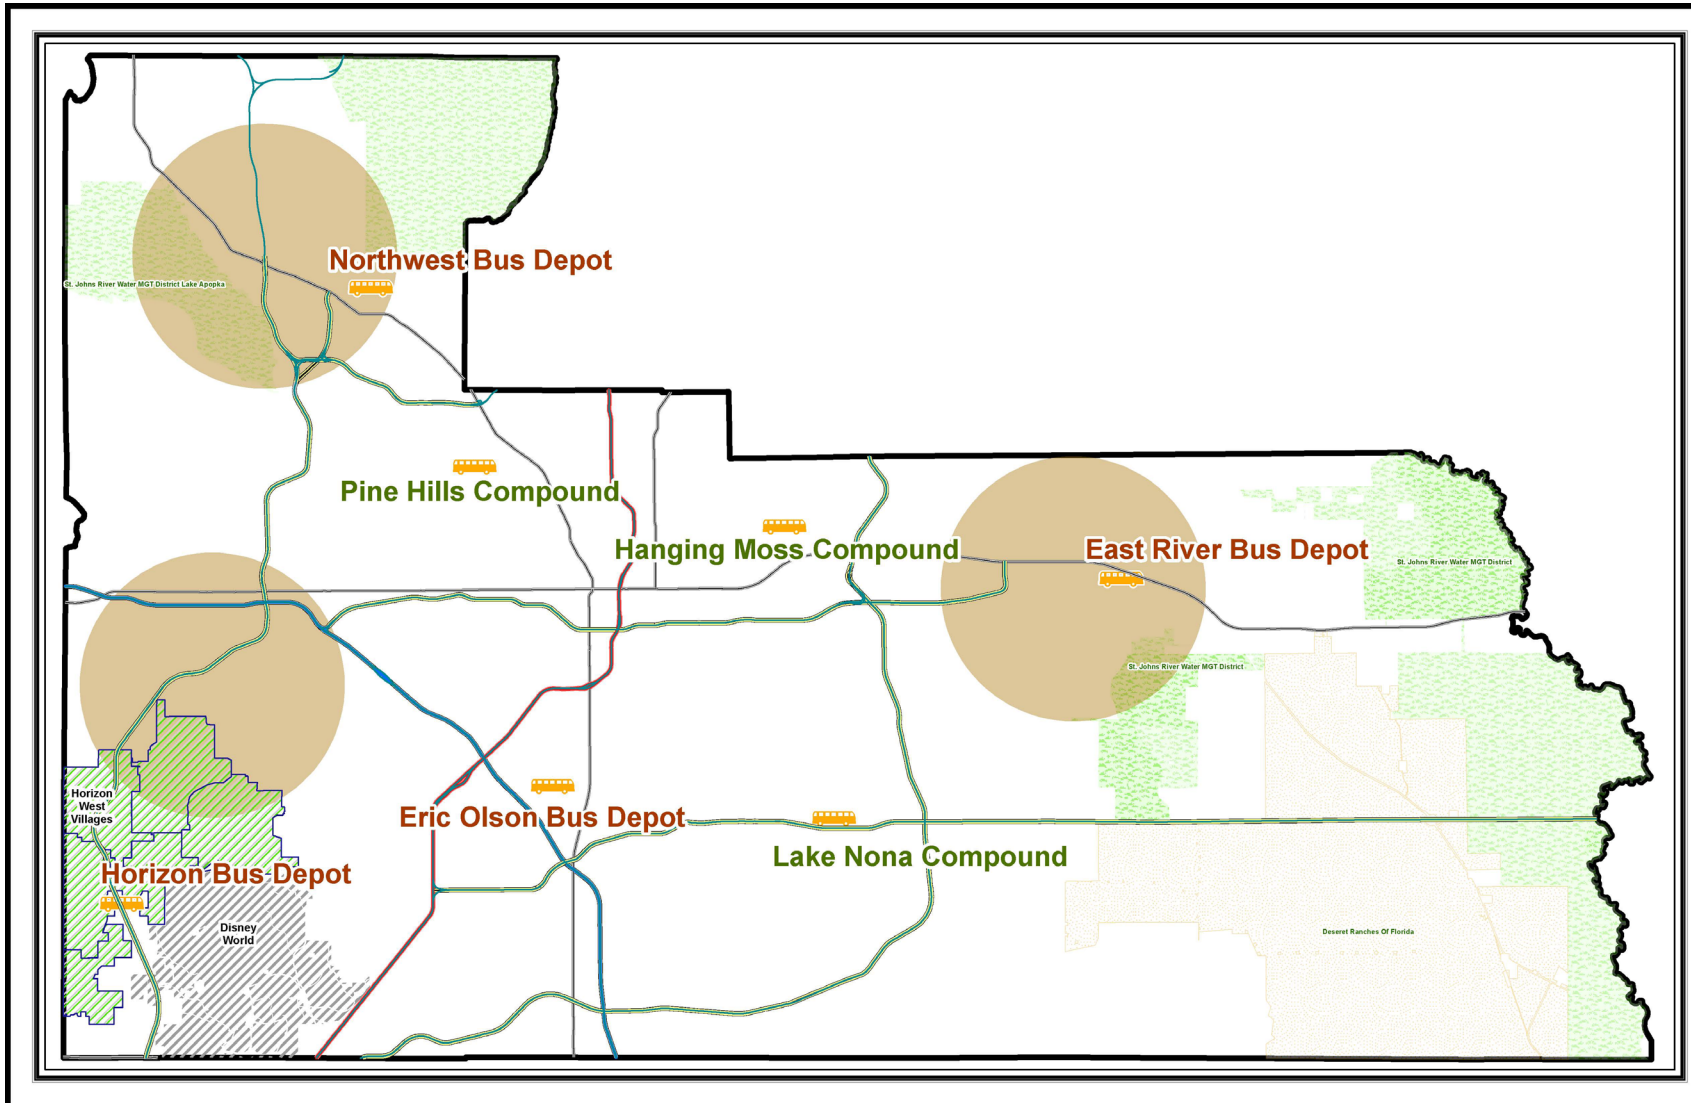 Northwest Bus Depot
St. Johns River Water MGT District Lake Apopka
Pine Hills Compound
Hanging Moss Compound
East River Bus Depot
St. Johns River Water MGT District
St. Johns River Water MGT District
Horizon
West
Villages
Eric Olson Bus Depot
Lake Nona Compound
Horizon Bus Depot
Disney
World
Deseret Ranches Of Florida